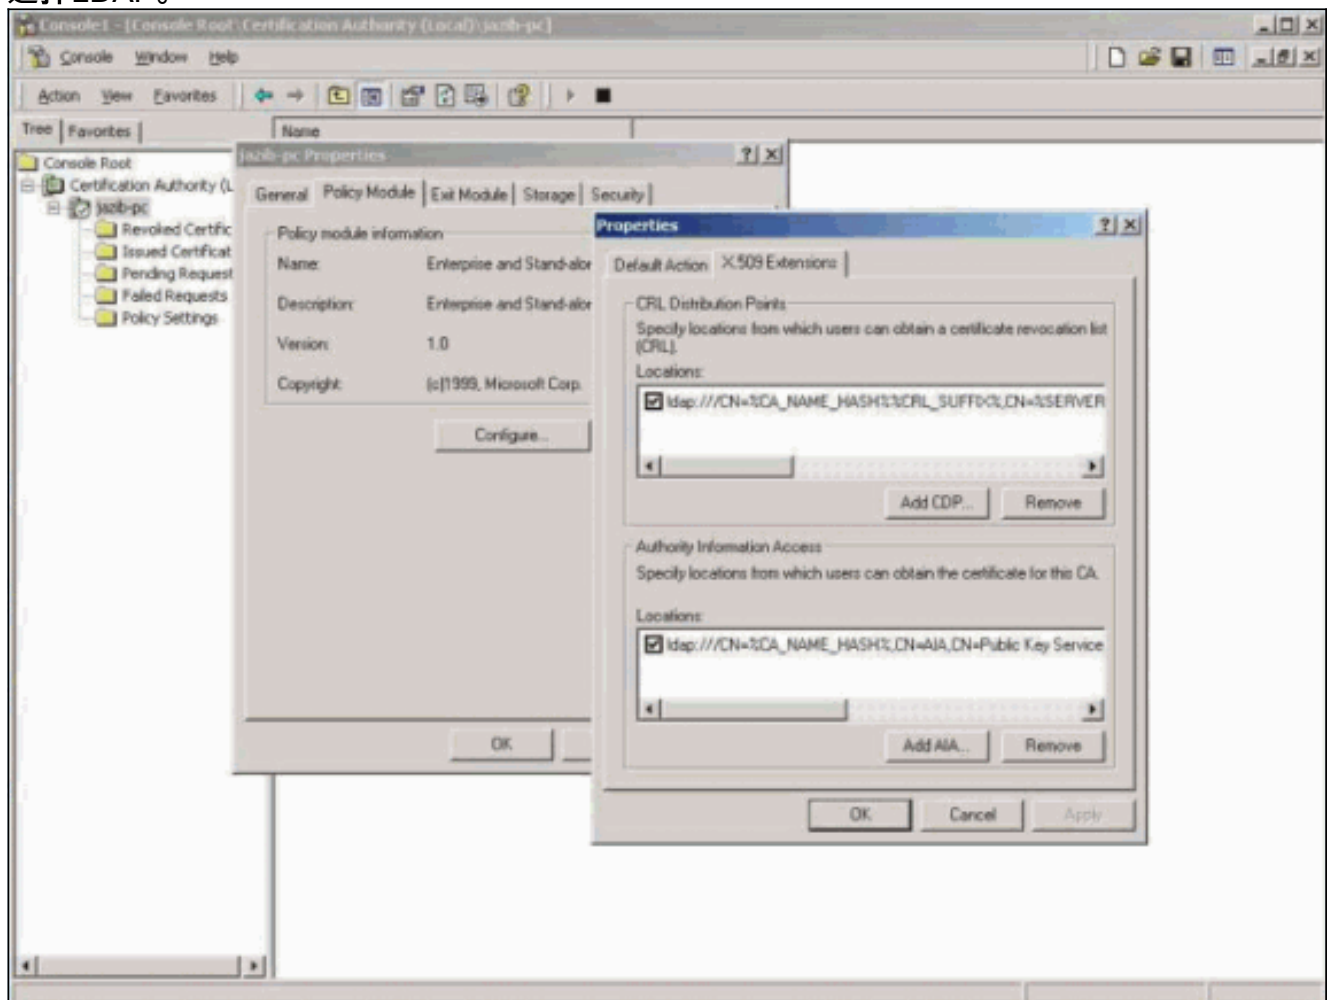 选择LDAP。
Console1 - [Console Root\Certification Authority (Local)\jazib-pc]
Console Window Help
Action View Favorites
Tree Favorites
Name
Console Root
Certification Authority (L
jazib-pc
Revoked Certific
Issued Certificat
Pending Request
Failed Requests
Policy Settings
jazib-pc Properties
General Policy Module Exit Module Storage Security
Policy module information
Name: Enterprise and Stand-alor
Description: Enterprise and Stand-alor
Version: 1.0
Copyright: (c)1999, Microsoft Corp.
Configure...
OK
Properties
Default Action X.509 Extensions
CRL Distribution Points
Specify locations from which users can obtain a certificate revocation list
(CRL).
Locations:
ldap:///CN=%CA_NAME_HASH%%CRL_SUFFIX%,CN=%SERVER
Add CDP... Remove
Authority Information Access
Specify locations from which users can obtain the certificate for this CA.
Locations:
ldap:///CN=%CA_NAME_HASH%,CN=AIA,CN=Public Key Service
Add AIA... Remove
OK Cancel Apply